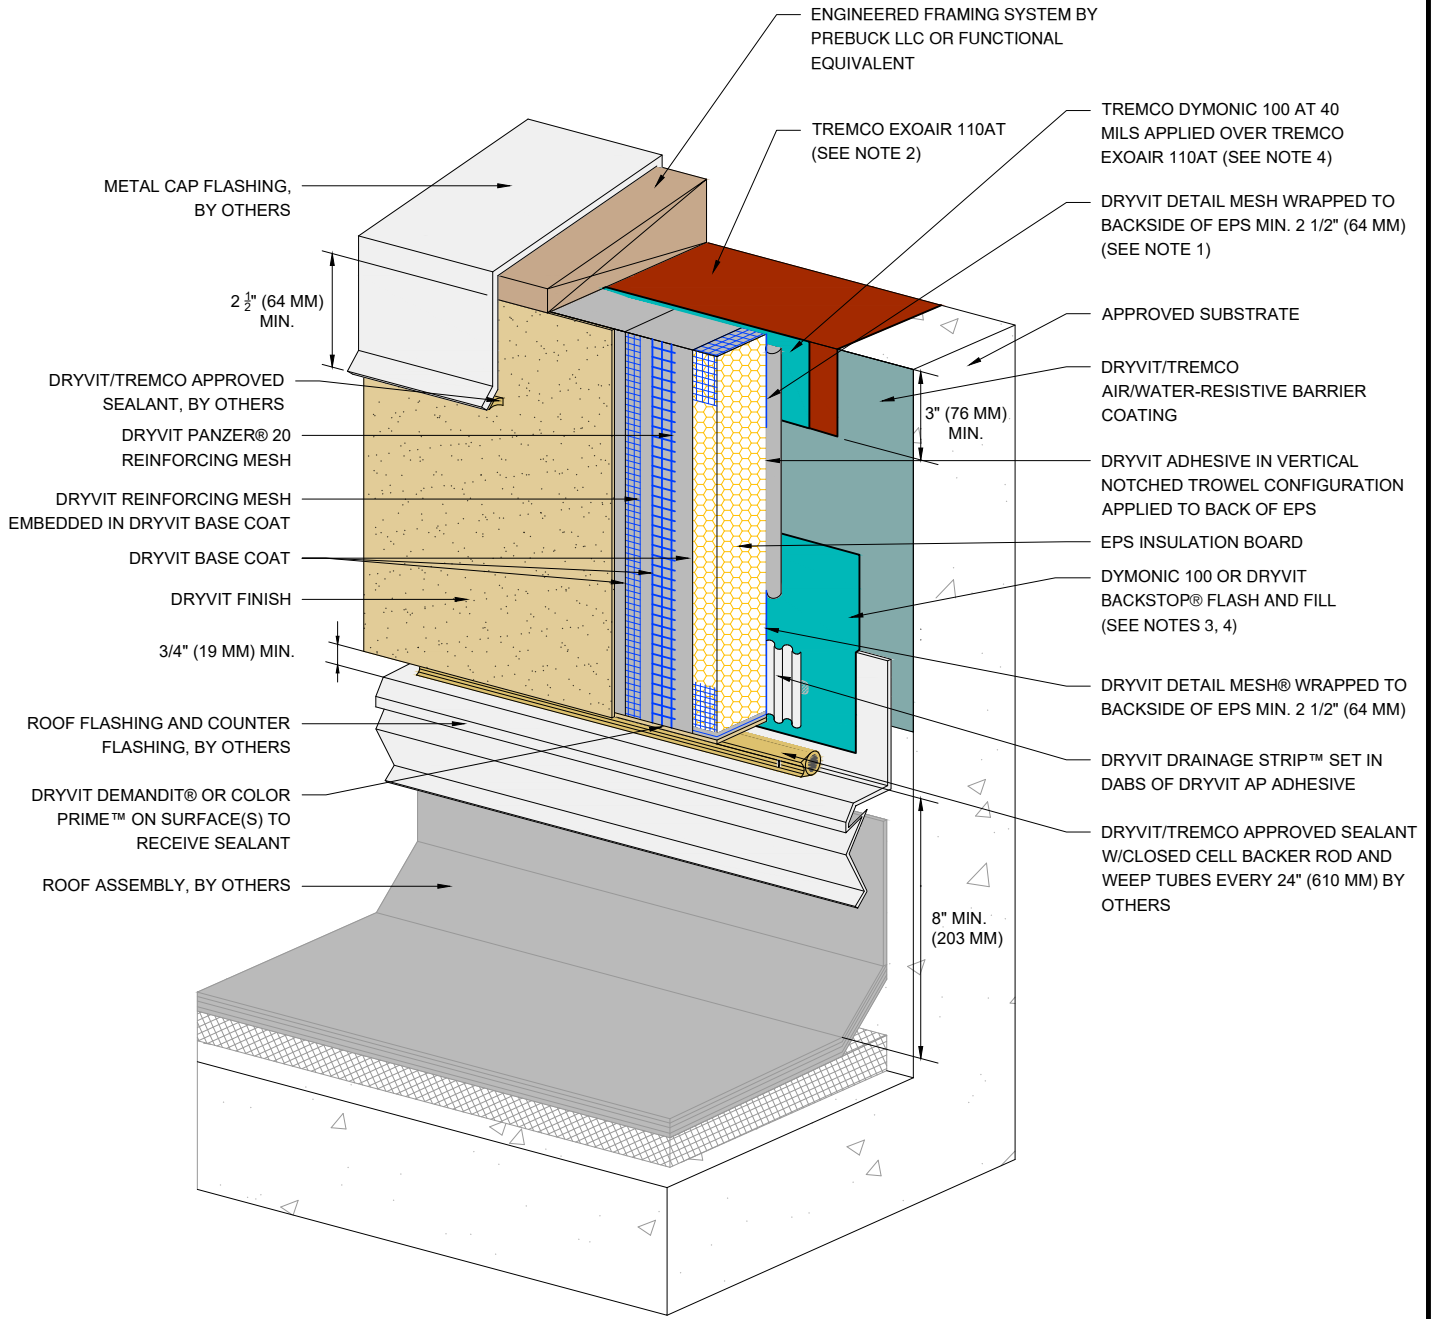 ENGINEERED FRAMING SYSTEM BY
PREBUCK LLC OR FUNCTIONAL
EQUIVALENT
TREMCO EXOAIR 110AT
(SEE NOTE 2)
TREMCO DYMONIC 100 AT 40
MILS APPLIED OVER TREMCO
EXOAIR 110AT (SEE NOTE 4)
METAL CAP FLASHING,
BY OTHERS
DRYVIT DETAIL MESH WRAPPED TO
BACKSIDE OF EPS MIN. 2 1/2" (64 MM)
(SEE NOTE 1)
2 1/2" (64 MM)
MIN.
APPROVED SUBSTRATE
DRYVIT/TREMCO APPROVED
SEALANT, BY OTHERS
DRYVIT/TREMCO
AIR/WATER-RESISTIVE BARRIER
COATING
3" (76 MM)
MIN.
DRYVIT PANZER® 20
REINFORCING MESH
DRYVIT ADHESIVE IN VERTICAL
NOTCHED TROWEL CONFIGURATION
APPLIED TO BACK OF EPS
DRYVIT REINFORCING MESH
EMBEDDED IN DRYVIT BASE COAT
EPS INSULATION BOARD
DRYVIT BASE COAT
DYMONIC 100 OR DRYVIT
BACKSTOP® FLASH AND FILL
(SEE NOTES 3, 4)
DRYVIT FINISH
3/4" (19 MM) MIN.
DRYVIT DETAIL MESH® WRAPPED TO
BACKSIDE OF EPS MIN. 2 1/2" (64 MM)
ROOF FLASHING AND COUNTER
FLASHING, BY OTHERS
DRYVIT DRAINAGE STRIP™ SET IN
DABS OF DRYVIT AP ADHESIVE
DRYVIT DEMANDIT® OR COLOR
PRIME™ ON SURFACE(S) TO
RECEIVE SEALANT
DRYVIT/TREMCO APPROVED SEALANT
W/CLOSED CELL BACKER ROD AND
WEEP TUBES EVERY 24" (610 MM) BY
OTHERS
ROOF ASSEMBLY, BY OTHERS
8" MIN.
(203 MM)